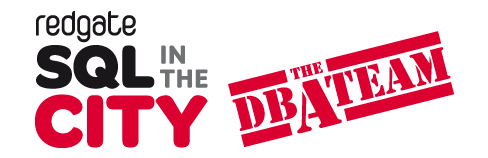 redgate
SQL IN THE
CITY
THE
DBATEAM